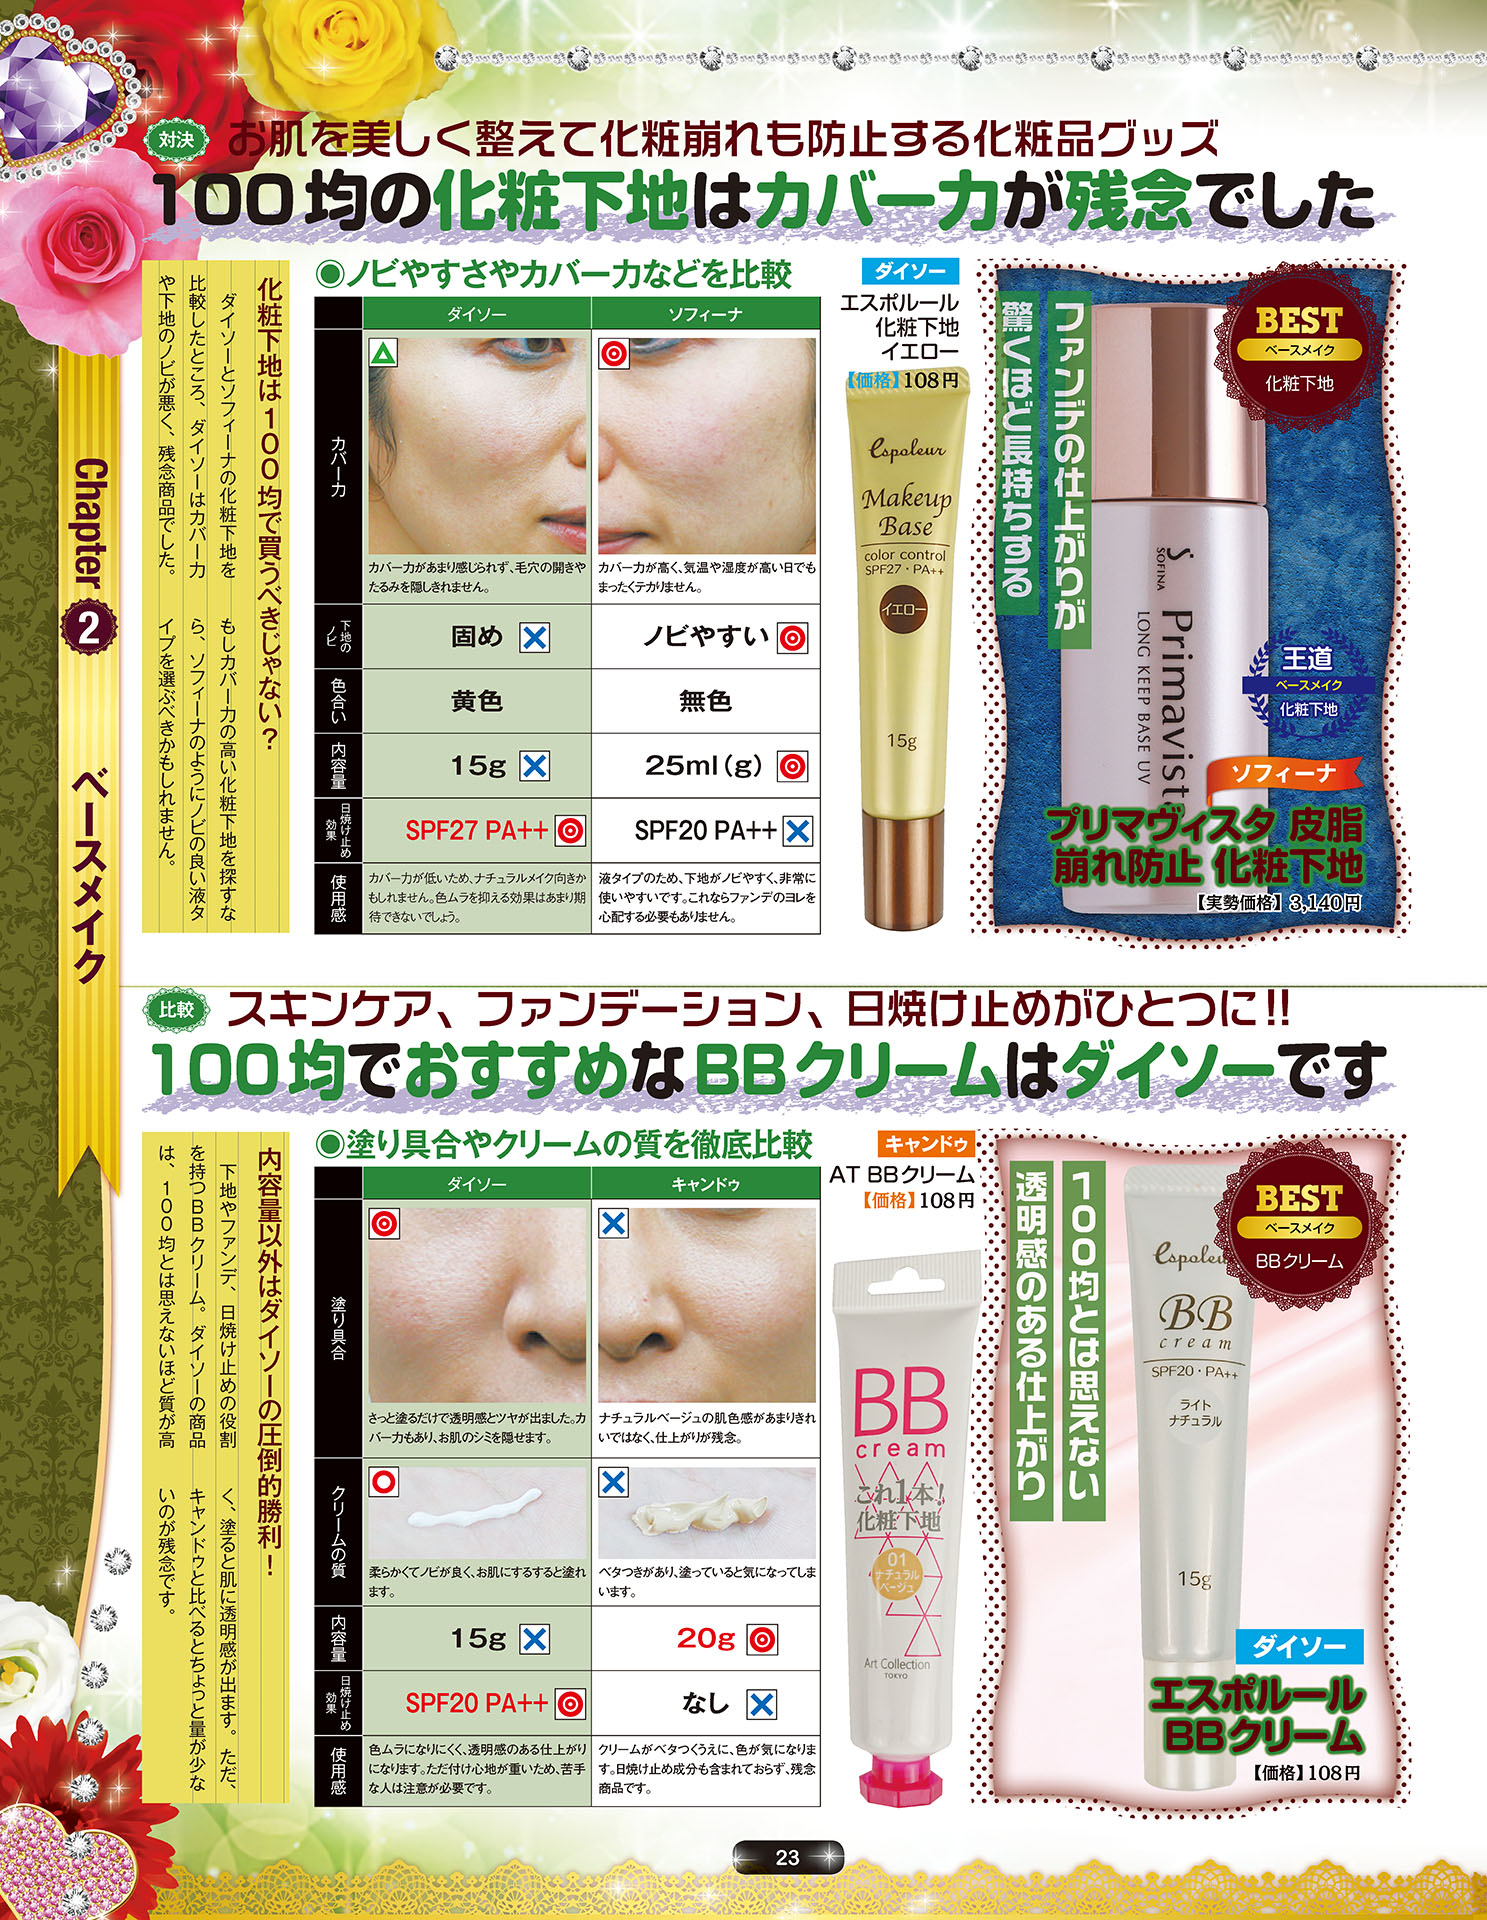 対決
お肌を美しく整えて化粧崩れも防止する化粧品グッズ
100均の化粧下地はカバー力が残念でした
化粧下地は100均で買うべきじゃない?
ダイソーとソフィーナの化粧下地を
比較したところ、ダイソーはカバー力
や下地のノビが悪く、残念商品でした。
もしカバー力の高い化粧下地を探すな
ら、ソフィーナのようにノビの良い液タ
イプを選ぶべきかもしれません。
◉ノビやすさやカバー力などを比較
ダイソー
ソフィーナ
カバー力
△
◎
カバー力があまり感じられず、毛穴の開きや
たるみを隠しきれません。
カバー力が高く、気温や湿度が高い日でも
まったくテカりません。
下地の
ノビ
固め ×
ノビやすい ◎
色合い
黄色
無色
内容量
15g ×
25ml(g) ◎
日焼け止め
効果
SPF27 PA++ ◎
SPF20 PA++ ×
使用感
カバー力が低いため、ナチュラルメイク向きか
もしれません。色ムラを抑える効果はあまり期
待できないでしょう。
液タイプのため、下地がノビやすく、非常に
使いやすいです。これならファンデのヨレを
心配する必要もありません。
ダイソー
エスポルール
化粧下地
イエロー
【価格】108円
espoleur
Makeup
Base
color control
SPF27・PA++
イエロー
15g
ファンデの仕上がりが
驚くほど長持ちする
BEST
ベースメイク
化粧下地
SOFINA
Primavista
LONG KEEP BASE UV
王道
ベースメイク
化粧下地
ソフィーナ
プリマヴィスタ 皮脂
崩れ防止 化粧下地
【実勢価格】3,140円
Chapter
2
ベースメイク
比較
スキンケア、ファンデーション、日焼け止めがひとつに!!
100均でおすすめなBBクリームはダイソーです
内容量以外はダイソーの圧倒的勝利!
下地やファンデ、日焼け止めの役割
を持つBBクリーム。ダイソーの商品
は、100均とは思えないほど質が高
く、塗ると肌に透明感が出ます。ただ、
キャンドゥと比べるとちょっと量が少な
いのが残念です。
◉塗り具合やクリームの質を徹底比較
ダイソー
キャンドゥ
塗り具合
◎
×
さっと塗るだけで透明感とツヤが出ました。カ
バー力もあり、お肌のシミを隠せます。
ナチュラルベージュの肌色感があまりきれ
いではなく、仕上がりが残念。
クリームの質
○
×
柔らかくてノビが良く、お肌にするすると塗れ
ます。
ベタつきがあり、塗っていると気になってしま
います。
内容量
15g ×
20g ◎
日焼け止め
効果
SPF20 PA++ ◎
なし ×
使用感
色ムラになりにくく、透明感のある仕上がり
になります。ただ付け心地が重いため、苦手
な人は注意が必要です。
クリームがベタつくうえに、色が気になりま
す。日焼け止め成分も含まれておらず、残念
商品です。
キャンドゥ
AT BBクリーム
【価格】108円
BB
cream
これ1本!
化粧下地
01
ナチュラル
ベージュ
Art Collection
TOKYO
100均とは思えない
透明感のある仕上がり
BEST
ベースメイク
BBクリーム
espoleur
BB
cream
SPF20・PA++
ライト
ナチュラル
15g
ダイソー
エスポルール
BBクリーム
【価格】108円
23